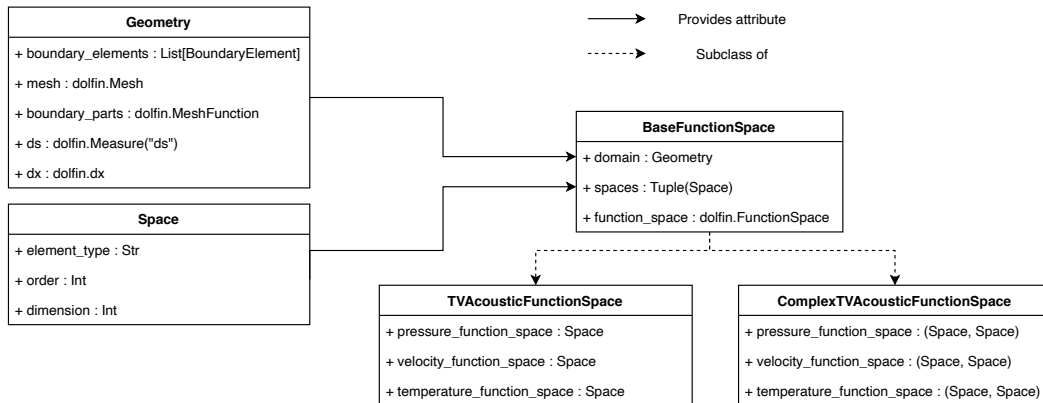 Geometry
+ boundary_elements : List[BoundaryElement]
+ mesh : dolfin.Mesh
+ boundary_parts : dolfin.MeshFunction
+ ds : dolfin.Measure("ds")
+ dx : dolfin.dx
Provides attribute
Subclass of
Space
+ element_type : Str
+ order : Int
+ dimension : Int
BaseFunctionSpace
+ domain : Geometry
+ spaces : Tuple(Space)
+ function_space : dolfin.FunctionSpace
TVAcousticFunctionSpace
+ pressure_function_space : Space
+ velocity_function_space : Space
+ temperature_function_space : Space
ComplexTVAcousticFunctionSpace
+ pressure_function_space : (Space, Space)
+ velocity_function_space : (Space, Space)
+ temperature_function_space : (Space, Space)